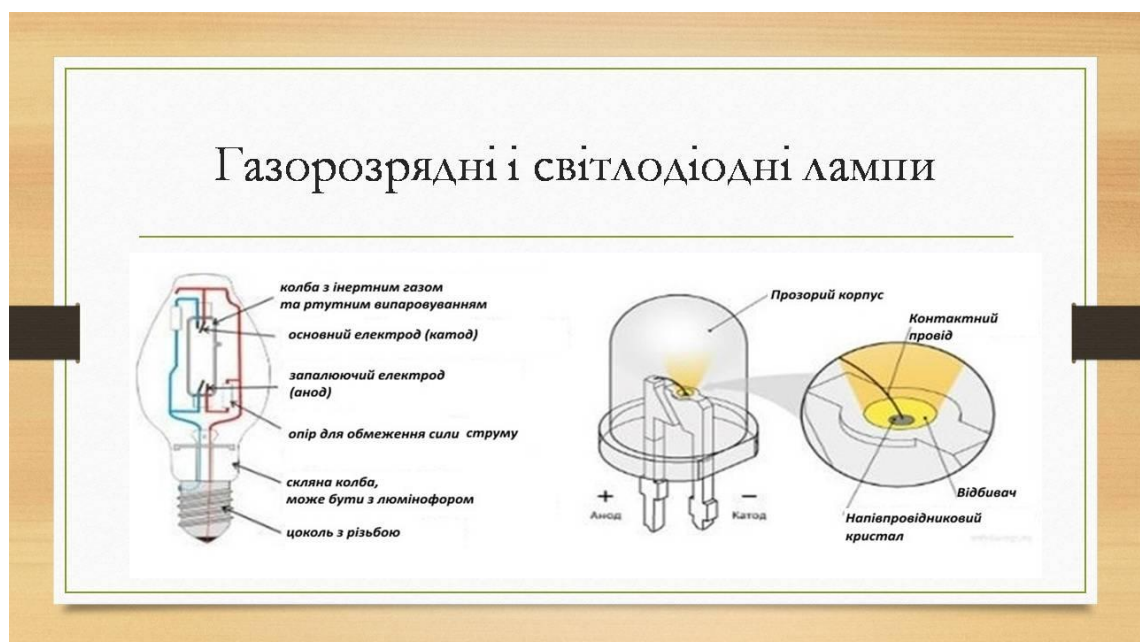 Газорозрядні і світлодіодні лампи
колба з інертним газом
та ртутним випаровуванням
основний електрод (катод)
запалюючий електрод
(анод)
опір для обмеження сили струму
скляна колба,
може бути з люмінофором
цоколь з різьбою
Прозорий корпус
Контактний
провід
+
Анод
−
Катод
Відбивач
Напівпровідниковий
кристал